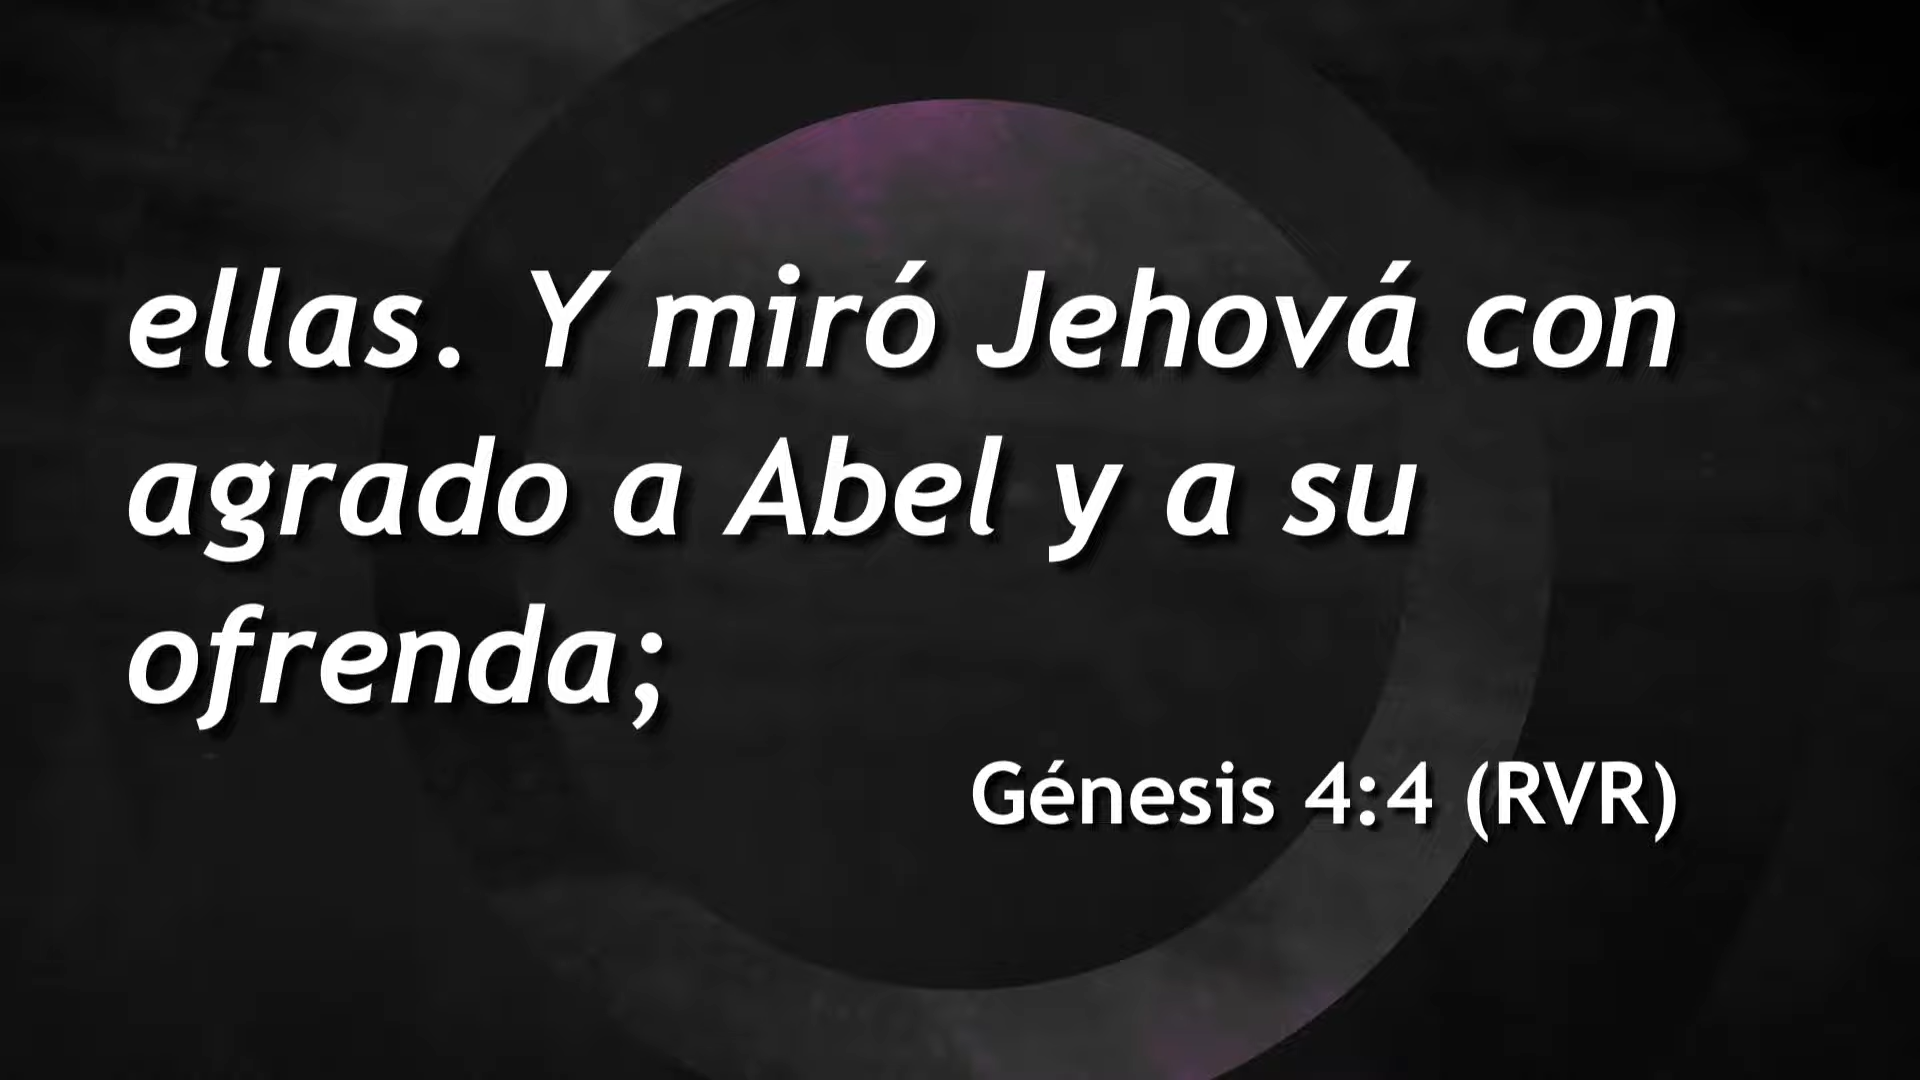 ellas. Y miró Jehová con
agrado a Abel y a su
ofrenda;
Génesis 4:4 (RVR)